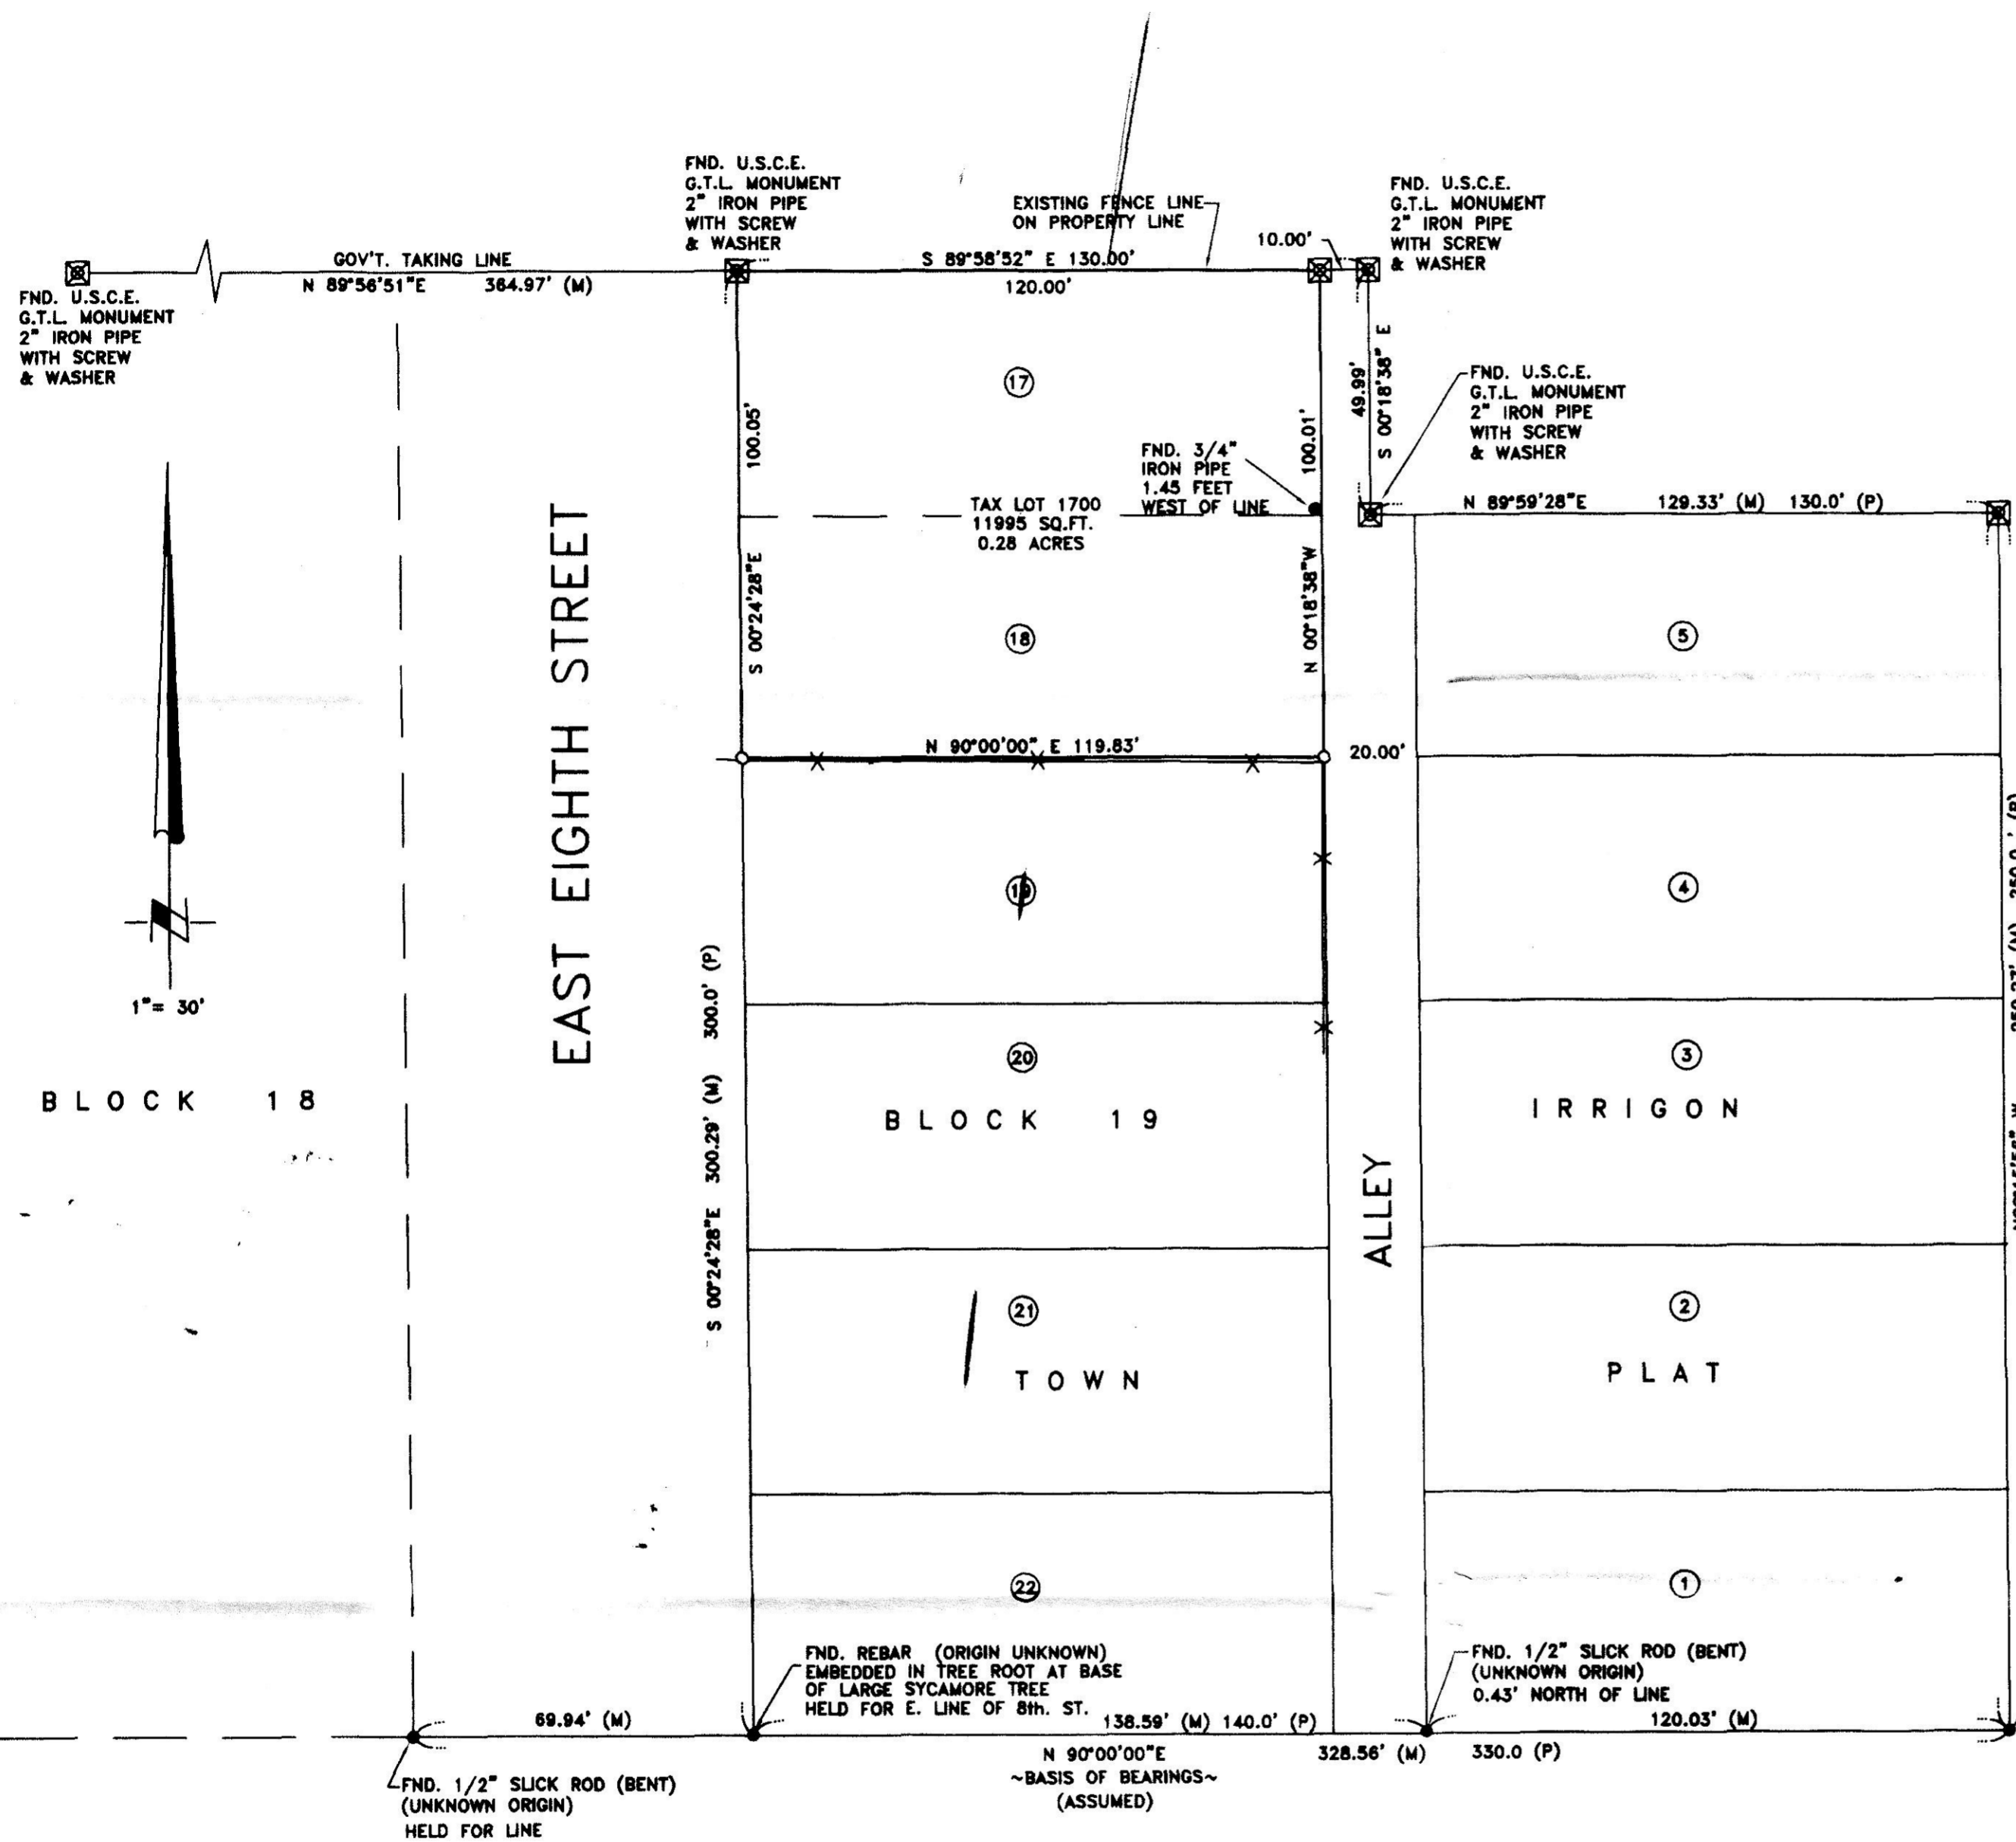 FND. U.S.C.E.
G.T.L. MONUMENT
2" IRON PIPE
WITH SCREW
& WASHER
FND. U.S.C.E.
G.T.L. MONUMENT
2" IRON PIPE
WITH SCREW
& WASHER
EXISTING FENCE LINE
ON PROPERTY LINE
FND. U.S.C.E.
G.T.L. MONUMENT
2" IRON PIPE
WITH SCREW
& WASHER
10.00'
GOV'T. TAKING LINE
N 89°56'51"E 364.97' (M)
S 89°58'52" E 130.00'
120.00'
17
100.05'
S 00°24'28"E
100.01'
N 00°18'38"W
49.99'
S 00°18'38" E
FND. U.S.C.E.
G.T.L. MONUMENT
2" IRON PIPE
WITH SCREW
& WASHER
FND. 3/4"
IRON PIPE
1.45 FEET
WEST OF LINE
TAX LOT 1700
11995 SQ.FT.
0.28 ACRES
N 89°59'28"E 129.33' (M) 130.0' (P)
EAST EIGHTH STREET
18
5
N 90°00'00" E 119.83'
20.00'
19
4
1"= 30'
S 00°24'28"E 300.29' (M) 300.0' (P)
20
3
BLOCK 18
BLOCK 19
IRRIGON
ALLEY
21
2
TOWN
PLAT
22
1
FND. REBAR (ORIGIN UNKNOWN)
EMBEDDED IN TREE ROOT AT BASE
OF LARGE SYCAMORE TREE
HELD FOR E. LINE OF 8th. ST.
FND. 1/2" SLICK ROD (BENT)
(UNKNOWN ORIGIN)
0.43' NORTH OF LINE
69.94' (M)
138.59' (M) 140.0' (P)
120.03' (M)
N 90°00'00"E 328.56' (M) 330.0 (P)
~BASIS OF BEARINGS~
(ASSUMED)
FND. 1/2" SLICK ROD (BENT)
(UNKNOWN ORIGIN)
HELD FOR LINE